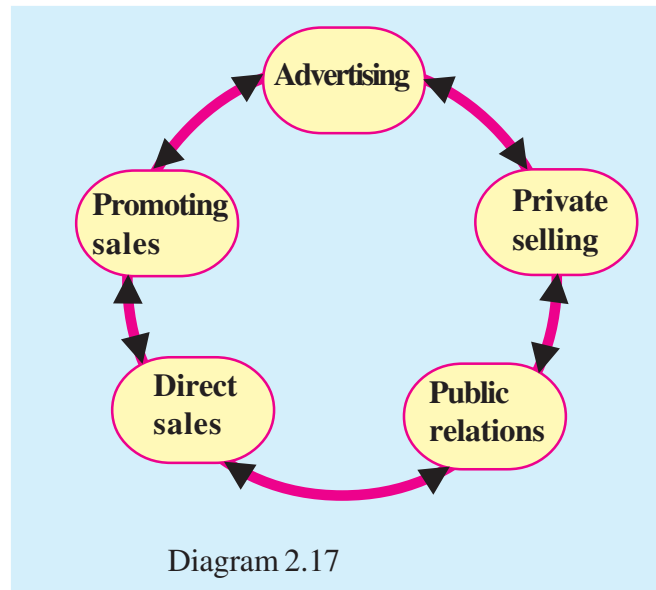 Advertising
Private
selling
Public
relations
Direct
sales
Promoting
sales
Diagram 2.17